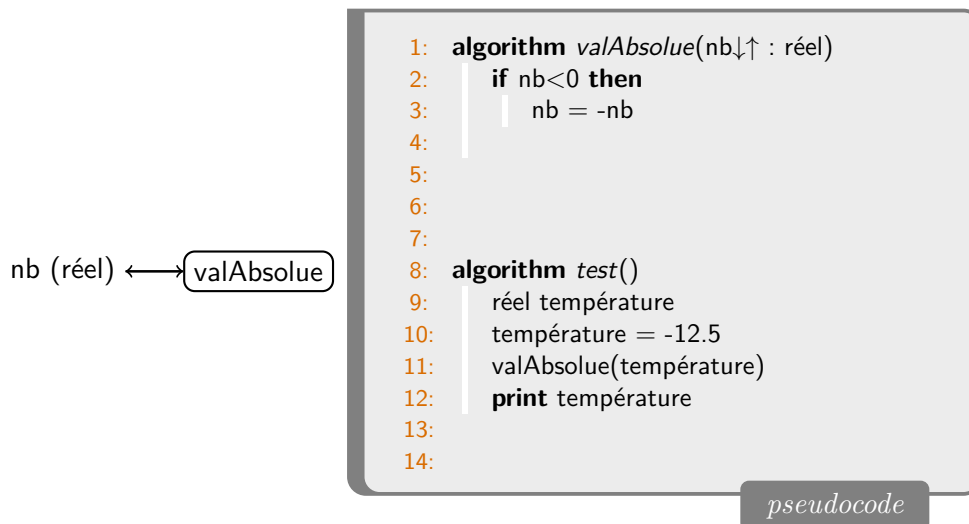 1: algorithm valAbsolue(nb↓↑ : réel)
2: if nb<0 then
3: nb = -nb
4:
5:
6:
7:
nb (réel) ⟷ valAbsolue
8: algorithm test()
9: réel température
10: température = -12.5
11: valAbsolue(température)
12: print température
13:
14:
pseudocode